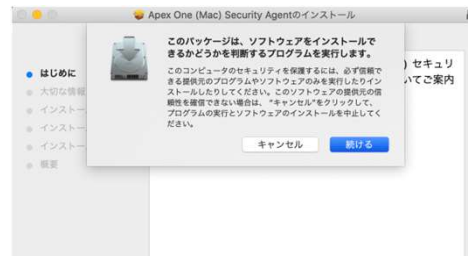 Apex One (Mac) Security Agentのインストール
このパッケージは、ソフトウェアをインストールで
きるかどうかを判断するプログラムを実行します。
このコンピュータのセキュリティを保護するには、必ず信頼で
きる提供元のプログラムやソフトウェアのみを実行したりイン
ストールしたりしてください。このソフトウェアの提供元の信
頼性を確信できない場合は、"キャンセル"をクリックして、
プログラムの実行とソフトウェアのインストールを中止してく
ださい。
キャンセル
続ける
はじめに
大切な情報
インストー
インストー
インストー
概要
) セキュリ
いてご案内